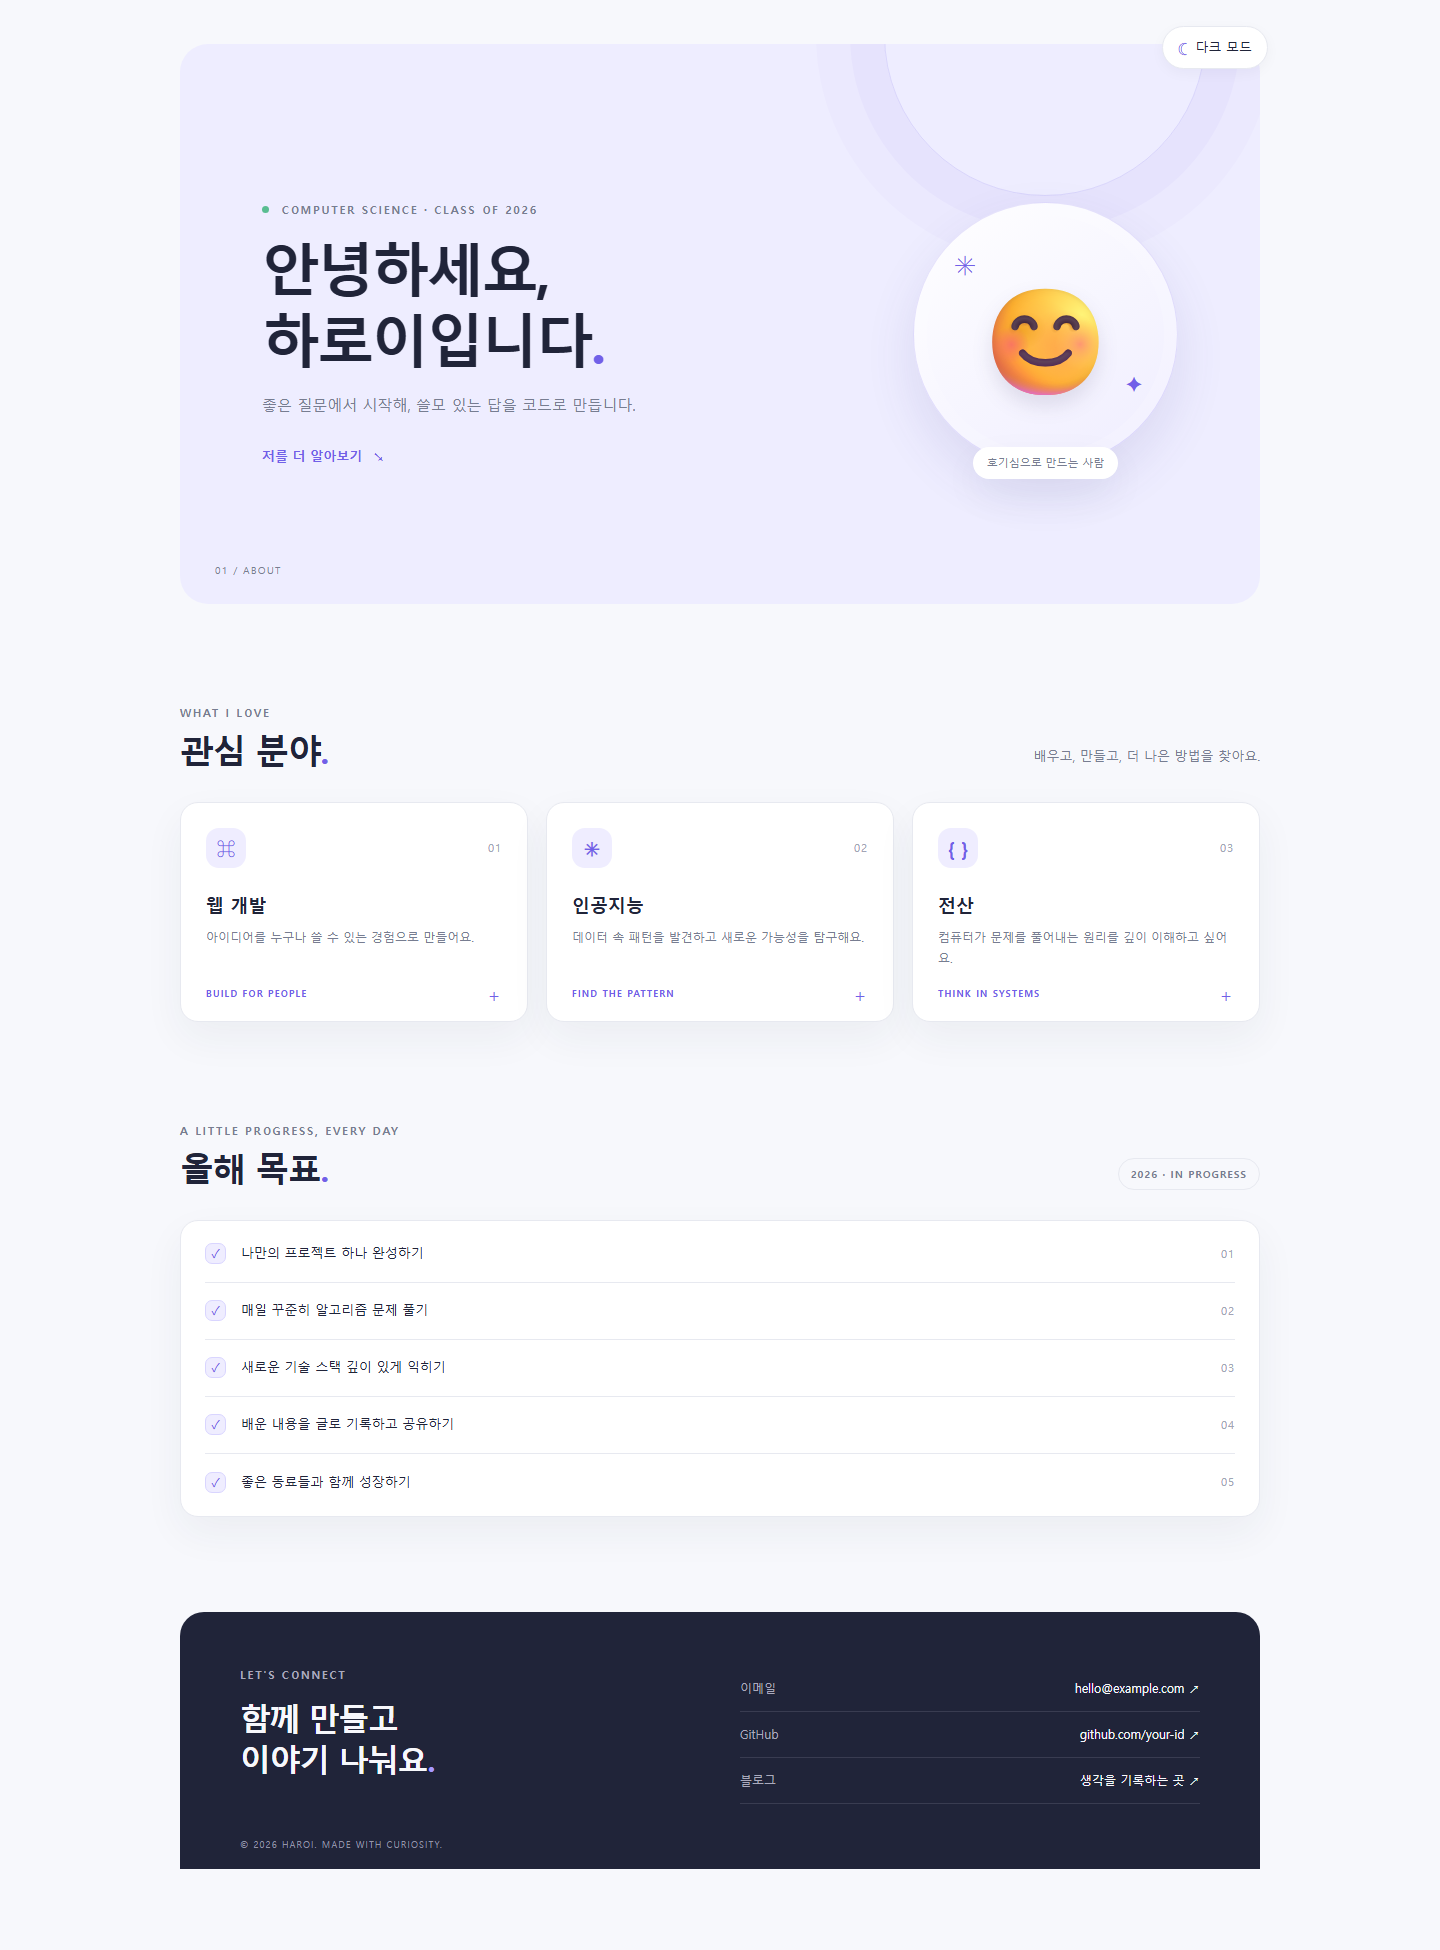 ☾ 다크 모드
COMPUTER SCIENCE · CLASS OF 2026
안녕하세요,
하로이입니다.
좋은 질문에서 시작해, 쓸모 있는 답을 코드로 만듭니다.
저를 더 알아보기 ↘
호기심으로 만드는 사람
01 / ABOUT
WHAT I LOVE
관심 분야.
배우고, 만들고, 더 나은 방법을 찾아요.
⌘ 01
웹 개발
아이디어를 누구나 쓸 수 있는 경험으로 만들어요.
BUILD FOR PEOPLE +
✳ 02
인공지능
데이터 속 패턴을 발견하고 새로운 가능성을 탐구해요.
FIND THE PATTERN +
{ } 03
전산
컴퓨터가 문제를 풀어내는 원리를 깊이 이해하고 싶어
요.
THINK IN SYSTEMS +
A LITTLE PROGRESS, EVERY DAY
올해 목표.
2026 · IN PROGRESS
✓ 나만의 프로젝트 하나 완성하기 01
✓ 매일 꾸준히 알고리즘 문제 풀기 02
✓ 새로운 기술 스택 깊이 있게 익히기 03
✓ 배운 내용을 글로 기록하고 공유하기 04
✓ 좋은 동료들과 함께 성장하기 05
LET'S CONNECT
함께 만들고
이야기 나눠요.
이메일 hello@example.com ↗
GitHub github.com/your-id ↗
블로그 생각을 기록하는 곳 ↗
© 2026 HAROI. MADE WITH CURIOSITY.